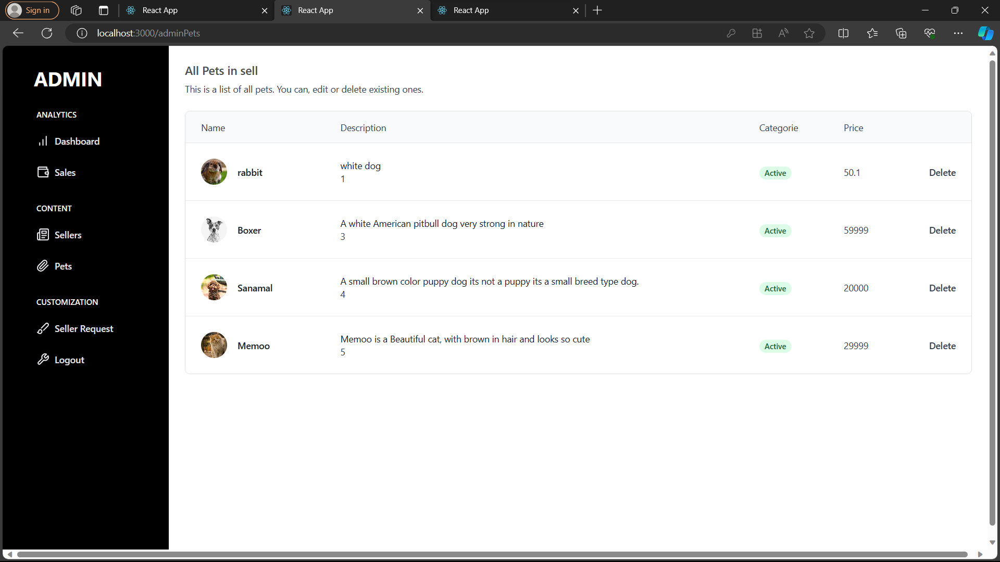 Sign in
React App
React App
React App
localhost:3000/adminPets
ADMIN
ANALYTICS
Dashboard
Sales
CONTENT
Sellers
Pets
CUSTOMIZATION
Seller Request
Logout
All Pets in sell
This is a list of all pets. You can, edit or delete existing ones.
Name Description Categorie Price
rabbit white dog Active 50.1 Delete
1
Boxer A white American pitbull dog very strong in nature Active 59999 Delete
3
Sanamal A small brown color puppy dog its not a puppy its a small breed type dog. Active 20000 Delete
4
Memoo Memoo is a Beautiful cat, with brown in hair and looks so cute Active 29999 Delete
5